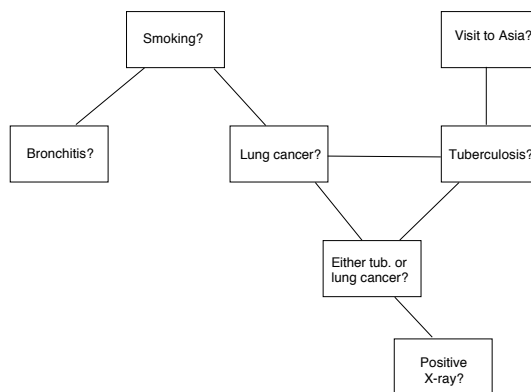 Smoking?
Visit to Asia?
Bronchitis?
Lung cancer?
Tuberculosis?
Either tub. or
lung cancer?
Positive
X-ray?